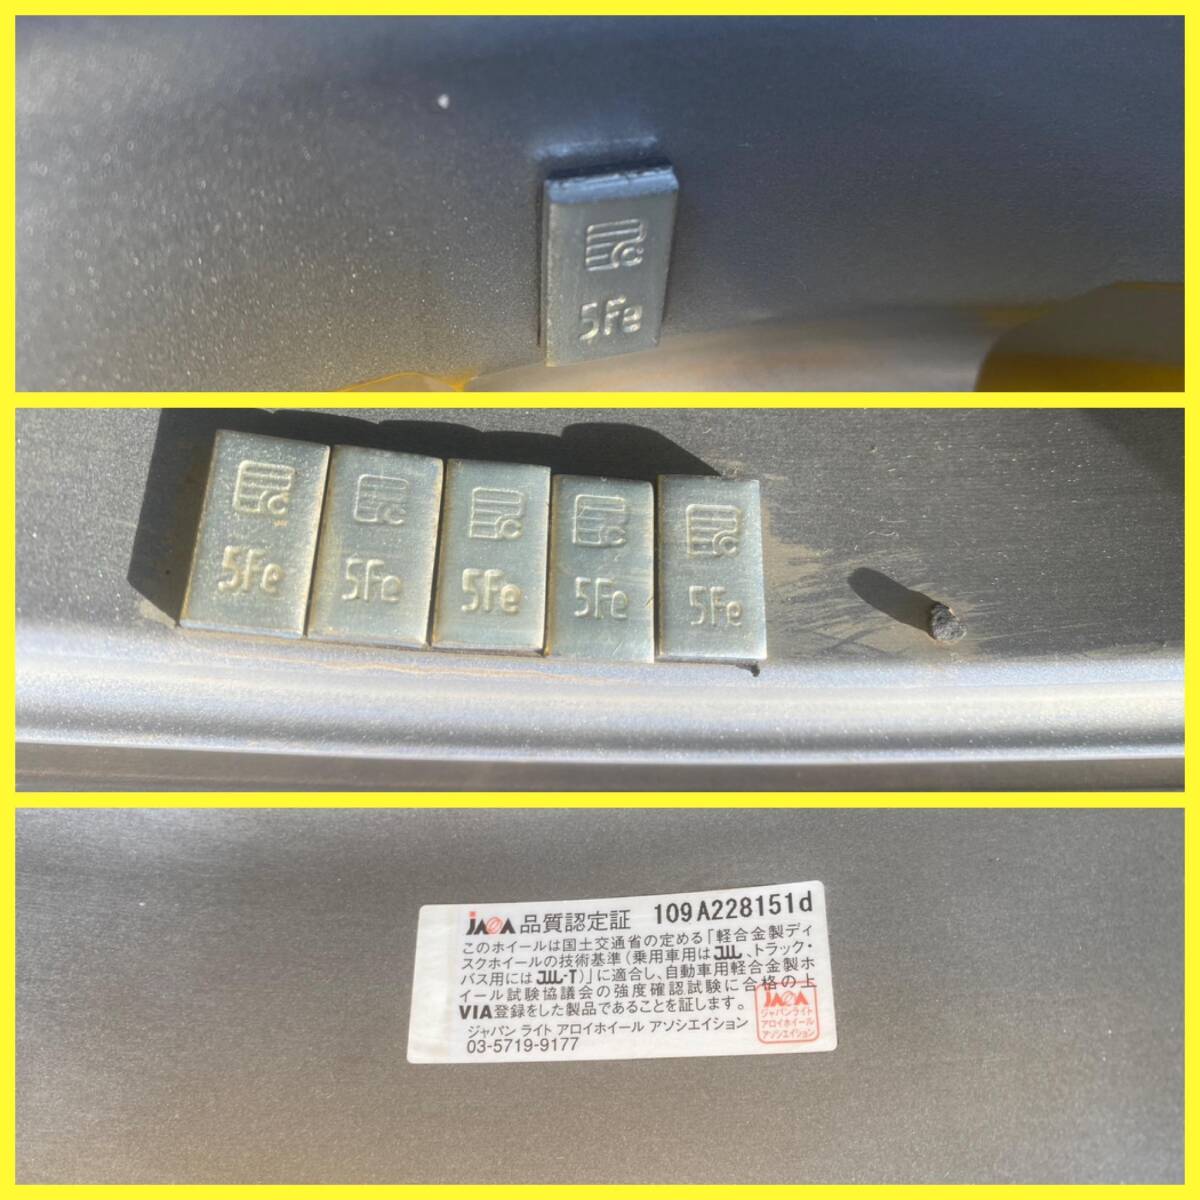 5Fe
5Fe
5Fe
5Fe
5Fe
5Fe
JAWA 品質認定証 109A228151d
このホイールは国土交通省の定める「軽合金製ディ
スクホイールの技術基準(乗用車用はJWL、トラック・
バス用にはJWL-T)」に適合し、自動車用軽合金製ホ
イール試験協議会の強度確認試験に合格の上
VIA登録をした製品であることを証します。
ジャパン ライト アロイホイール アソシエイション
03-5719-9177
JAWA
ジャパンライト
アロイホイール
アソシエイション